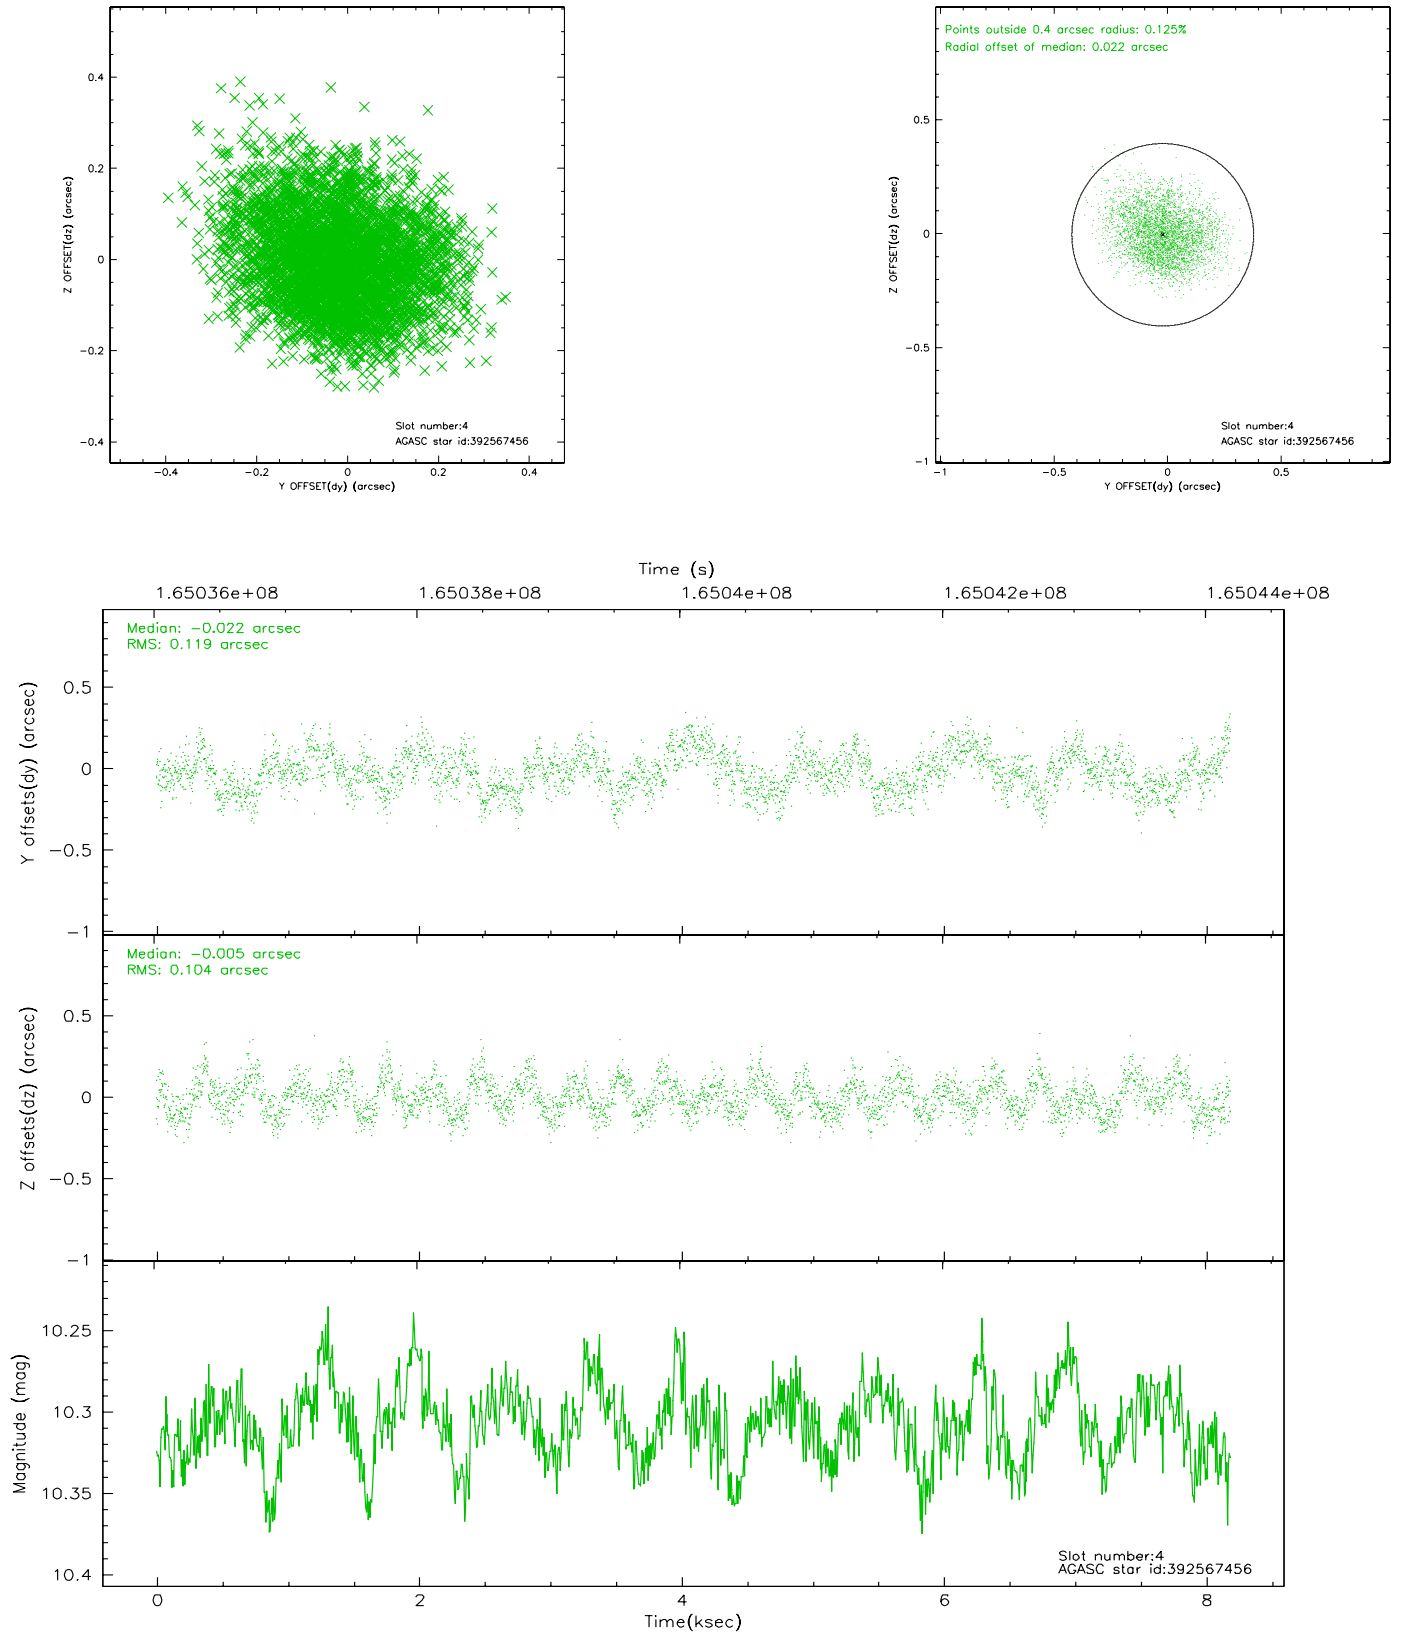 0.4
0.2
0
−0.2
−0.4
Z OFFSET(dz) (arcsec)
Slot number:4
AGASC star id:392567456
−0.4 −0.2 0 0.2 0.4
Y OFFSET(dy) (arcsec)
Points outside 0.4 arcsec radius: 0.125%
Radial offset of median: 0.022 arcsec
0.5
0
−0.5
−1
Z OFFSET(dz) (arcsec)
Slot number:4
AGASC star id:392567456
−1 −0.5 0 0.5
Y OFFSET(dy) (arcsec)
Time (s)
1.65036e+08 1.65038e+08 1.6504e+08 1.65042e+08 1.65044e+08
Median: −0.022 arcsec
RMS: 0.119 arcsec
0.5
0
−0.5
−1
Y offsets(dy) (arcsec)
Median: −0.005 arcsec
RMS: 0.104 arcsec
0.5
0
−0.5
−1
Z offsets(dz) (arcsec)
10.25
10.3
10.35
10.4
Magnitude (mag)
Slot number:4
AGASC star id:392567456
0 2 4 6 8
Time(ksec)